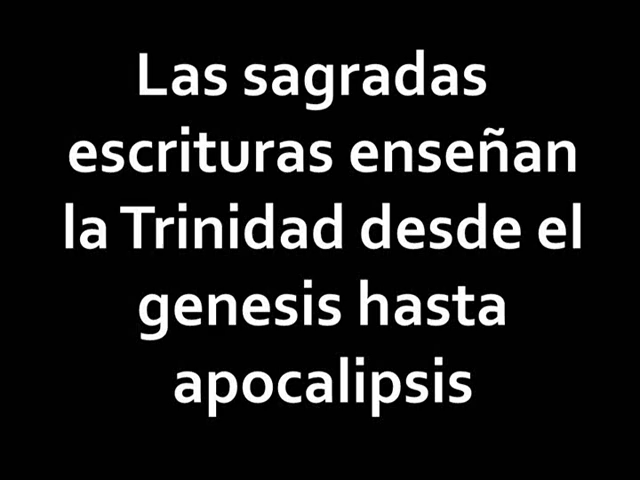 Las sagradas
escrituras enseñan
la Trinidad desde el
genesis hasta
apocalipsis